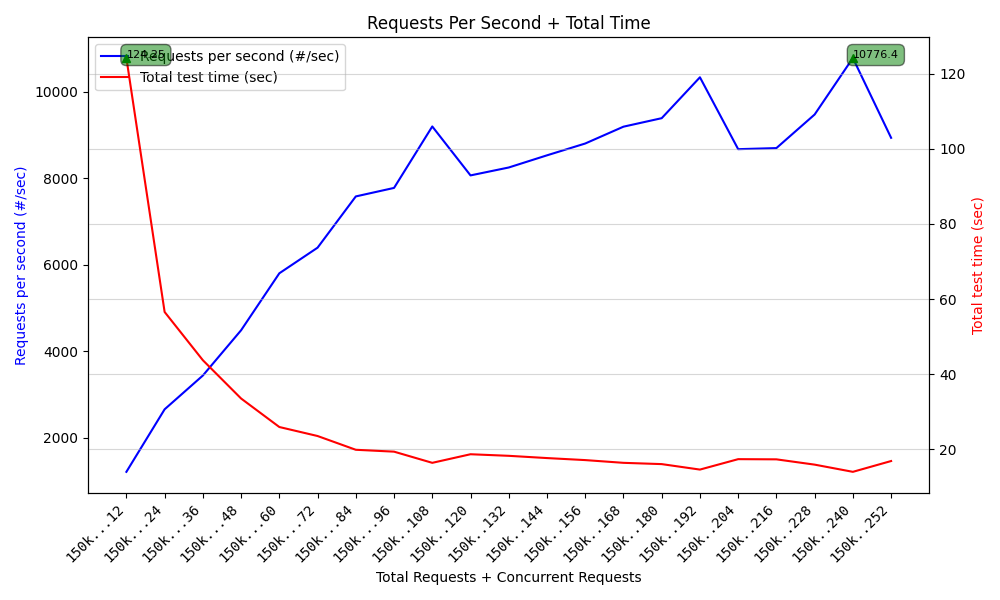 Requests Per Second + Total Time
124.25
Requests per second (#/sec)
Total test time (sec)
10776.4
10000
8000
6000
4000
2000
Requests per second (#/sec)
120
100
80
60
40
20
Total test time (sec)
150k...12
150k...24
150k...36
150k...48
150k...60
150k...72
150k...84
150k...96
150k..108
150k..120
150k..132
150k..144
150k..156
150k..168
150k..180
150k..192
150k..204
150k..216
150k..228
150k..240
150k..252
Total Requests + Concurrent Requests